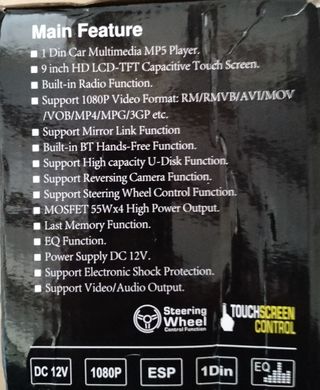 Main Feature
■ 1 Din Car Multimedia MP5 Player.
■ 9 inch HD LCD-TFT Capacitive Touch Screen.
■ Built-in Radio Function.
■ Support 1080P Video Format: RM/RMVB/AVI/MOV
/VOB/MP4/MPG/3GP etc.
■ Support Mirror Link Function
■ Built-in BT Hands-Free Function.
■ Support High capacity U-Disk Function.
■ Support Reversing Camera Function.
■ Support Steering Wheel Control Function.
■ MOSFET 55Wx4 High Power Output.
■ Last Memory Function.
■ EQ Function.
■ Power Supply DC 12V.
■ Support Electronic Shock Protection.
■ Support Video/Audio Output.
Steering
Wheel
Control Function
TOUCHSCREEN
CONTROL
DC 12V
1080P
ESP
1Din
EQ